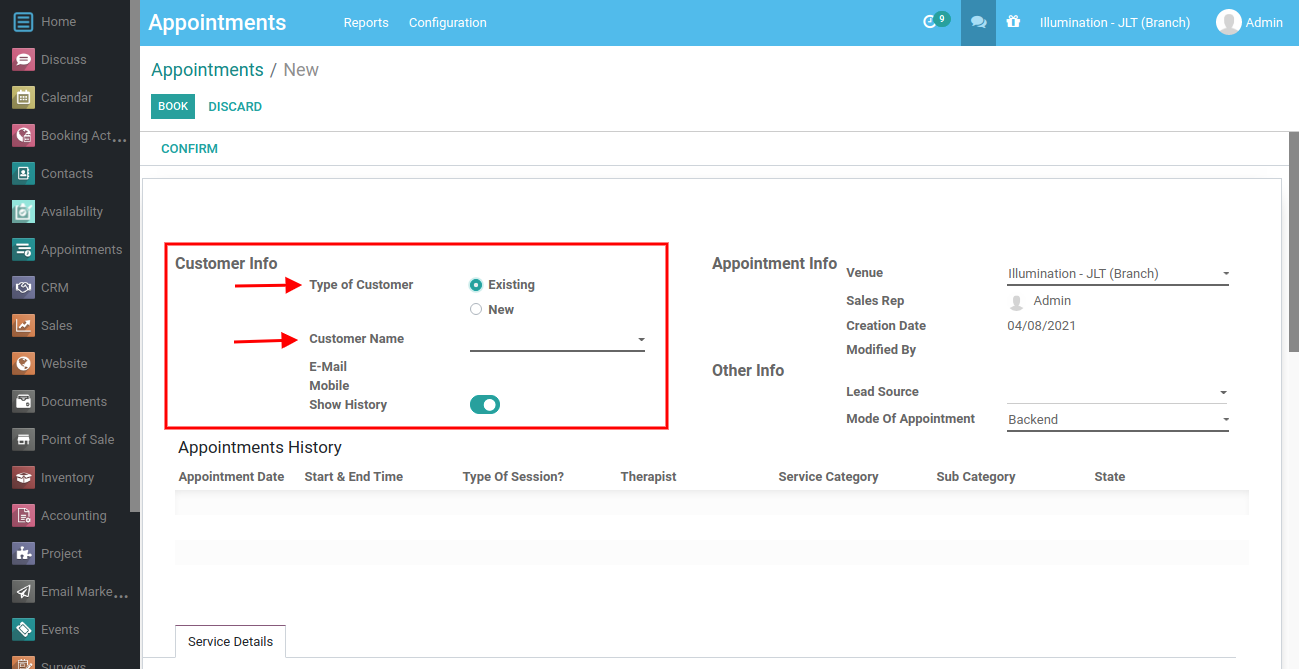 Home
Discuss
Calendar
Booking Act...
Contacts
Availability
Appointments
CRM
Sales
Website
Documents
Point of Sale
Inventory
Accounting
Project
Email Marke...
Events
Surveys
Appointments Reports Configuration 9 Illumination - JLT (Branch) Admin
Appointments / New
BOOK DISCARD
CONFIRM
Customer Info
Type of Customer Existing
New
Customer Name
E-Mail
Mobile
Show History
Appointment Info
Venue Illumination - JLT (Branch)
Sales Rep Admin
Creation Date 04/08/2021
Modified By
Other Info
Lead Source
Mode Of Appointment Backend
Appointments History
Appointment Date Start & End Time Type Of Session? Therapist Service Category Sub Category State
Service Details